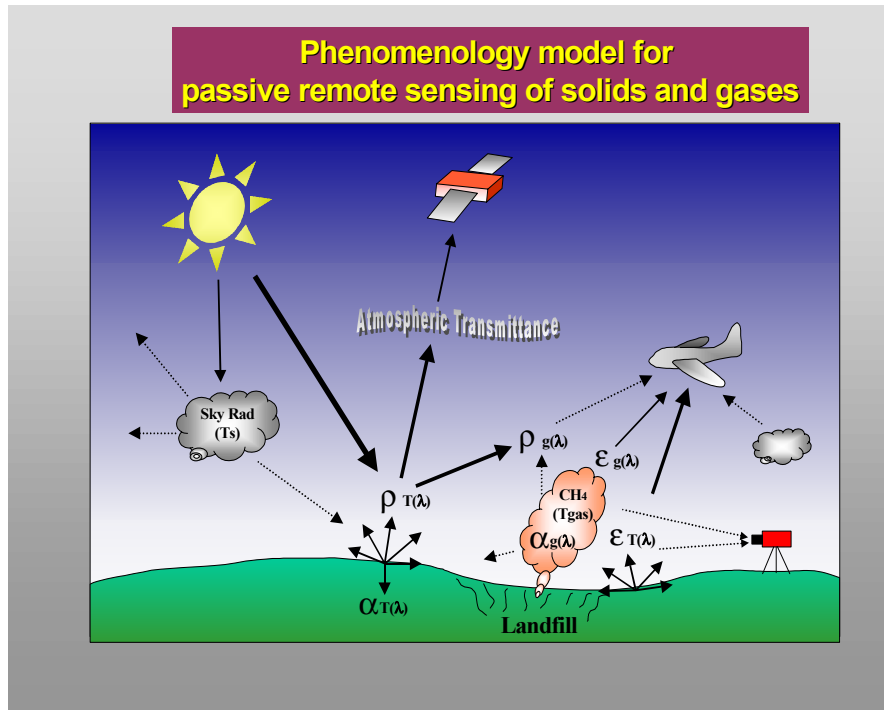 Phenomenology model for
passive remote sensing of solids and gases
Atmospheric Transmittance
Sky Rad
(Ts)
ρ g(λ)
ε g(λ)
ρ T(λ)
CH4
(Tgas)
αg(λ)
ε T(λ)
αT(λ)
Landfill